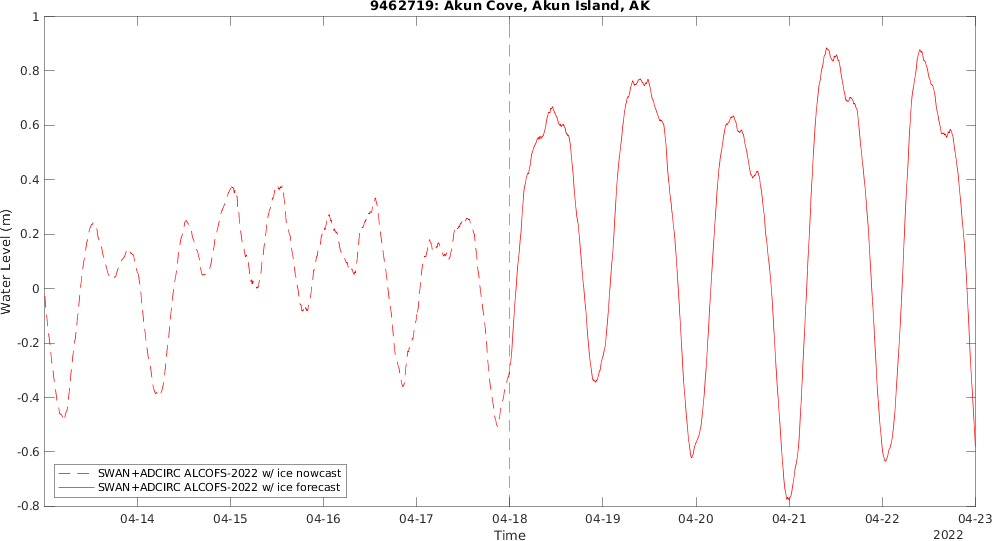 9462719: Akun Cove, Akun Island, AK
1
0.8
0.6
0.4
0.2
0
-0.2
-0.4
-0.6
-0.8
Water Level (m)
SWAN+ADCIRC ALCOFS-2022 w/ ice nowcast
SWAN+ADCIRC ALCOFS-2022 w/ ice forecast
04-14 04-15 04-16 04-17 04-18 04-19 04-20 04-21 04-22 04-23
Time
2022